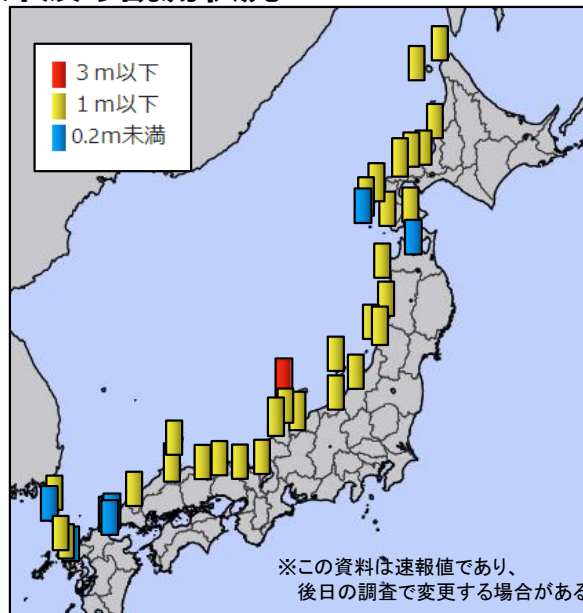 3m以下
1m以下
0.2m未満
※この資料は速報値であり、
後日の調査で変更する場合がある